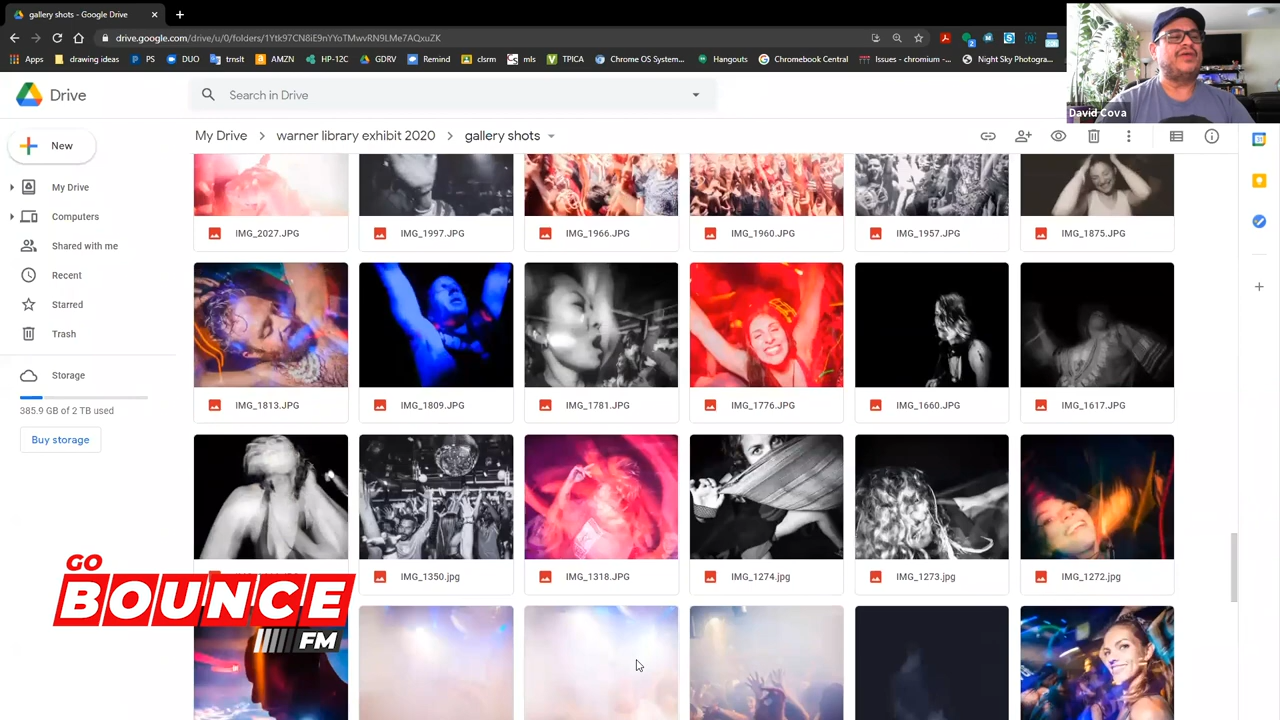 gallery shots - Google Drive
drive.google.com/drive/u/0/folders/1Ytk97CN8iE9nYYoTMwvRN9LMe7AQxuZK
Apps
drawing ideas
PS
DUO
trnslt
AMZN
HP-12C
GDRV
Remind
clsrm
mls
TPICA
Chrome OS System...
Hangouts
Chromebook Central
Issues - chromium -...
Night Sky Photogra...
David Cova
Drive
Search in Drive
New
My Drive
warner library exhibit 2020
gallery shots
My Drive
Computers
Shared with me
Recent
Starred
Trash
Storage
385.9 GB of 2 TB used
Buy storage
IMG_2027.JPG
IMG_1997.JPG
IMG_1966.JPG
IMG_1960.JPG
IMG_1957.JPG
IMG_1875.JPG
IMG_1813.JPG
IMG_1809.JPG
IMG_1781.JPG
IMG_1776.JPG
IMG_1660.JPG
IMG_1617.JPG
IMG_1350.jpg
IMG_1318.JPG
IMG_1274.jpg
IMG_1273.jpg
IMG_1272.jpg
GO
BOUNCE
FM